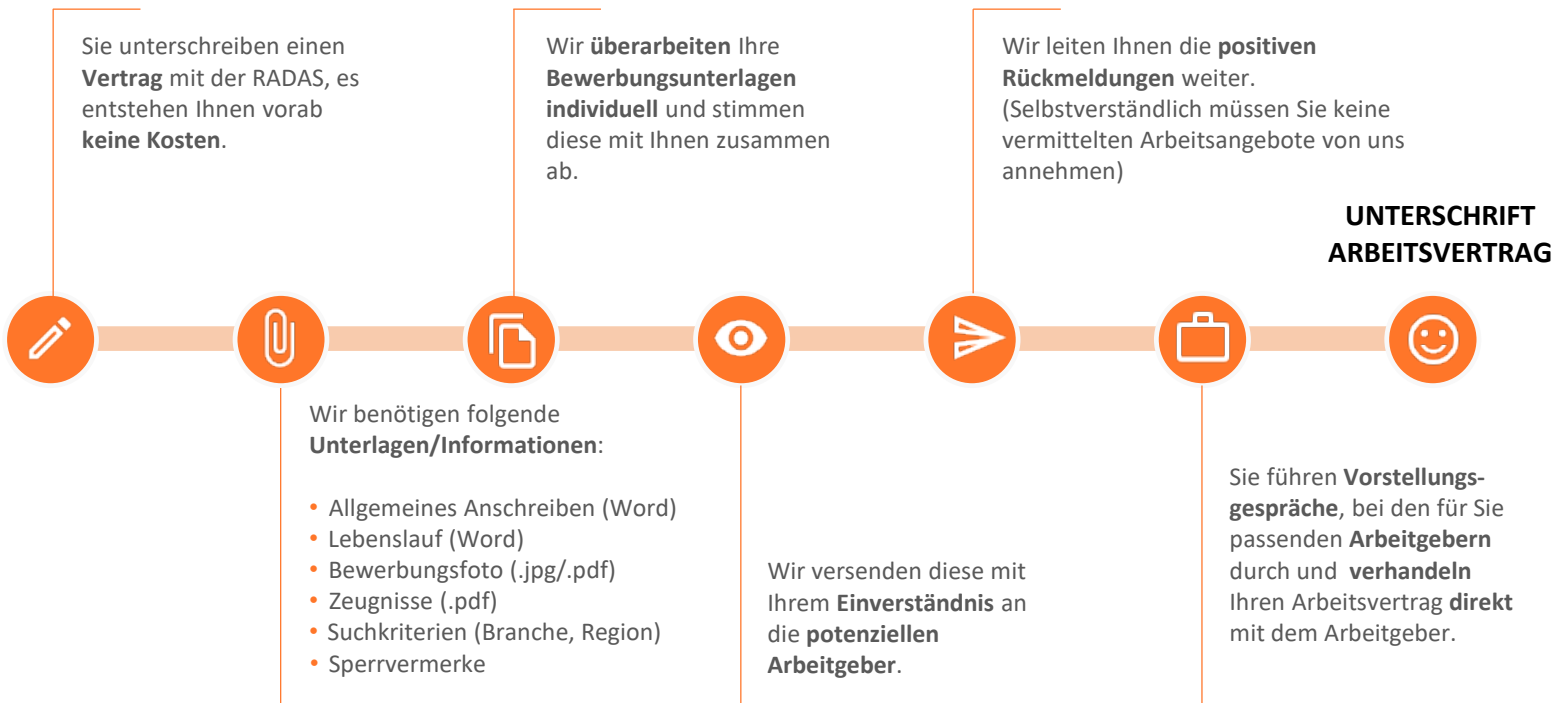 Sie unterschreiben einen
Vertrag mit der RADAS, es
entstehen Ihnen vorab
keine Kosten.
Wir benötigen folgende
Unterlagen/Informationen:
• Allgemeines Anschreiben (Word)
• Lebenslauf (Word)
• Bewerbungsfoto (.jpg/.pdf)
• Zeugnisse (.pdf)
• Suchkriterien (Branche, Region)
• Sperrvermerke
Wir überarbeiten Ihre
Bewerbungsunterlagen
individuell und stimmen
diese mit Ihnen zusammen
ab.
Wir versenden diese mit
Ihrem Einverständnis an
die potenziellen
Arbeitgeber.
Wir leiten Ihnen die positiven
Rückmeldungen weiter.
(Selbstverständlich müssen Sie keine
vermittelten Arbeitsangebote von uns
annehmen)
Sie führen Vorstellungs-
gespräche, bei den für Sie
passenden Arbeitgebern
durch und verhandeln
Ihren Arbeitsvertrag direkt
mit dem Arbeitgeber.
UNTERSCHRIFT
ARBEITSVERTRAG